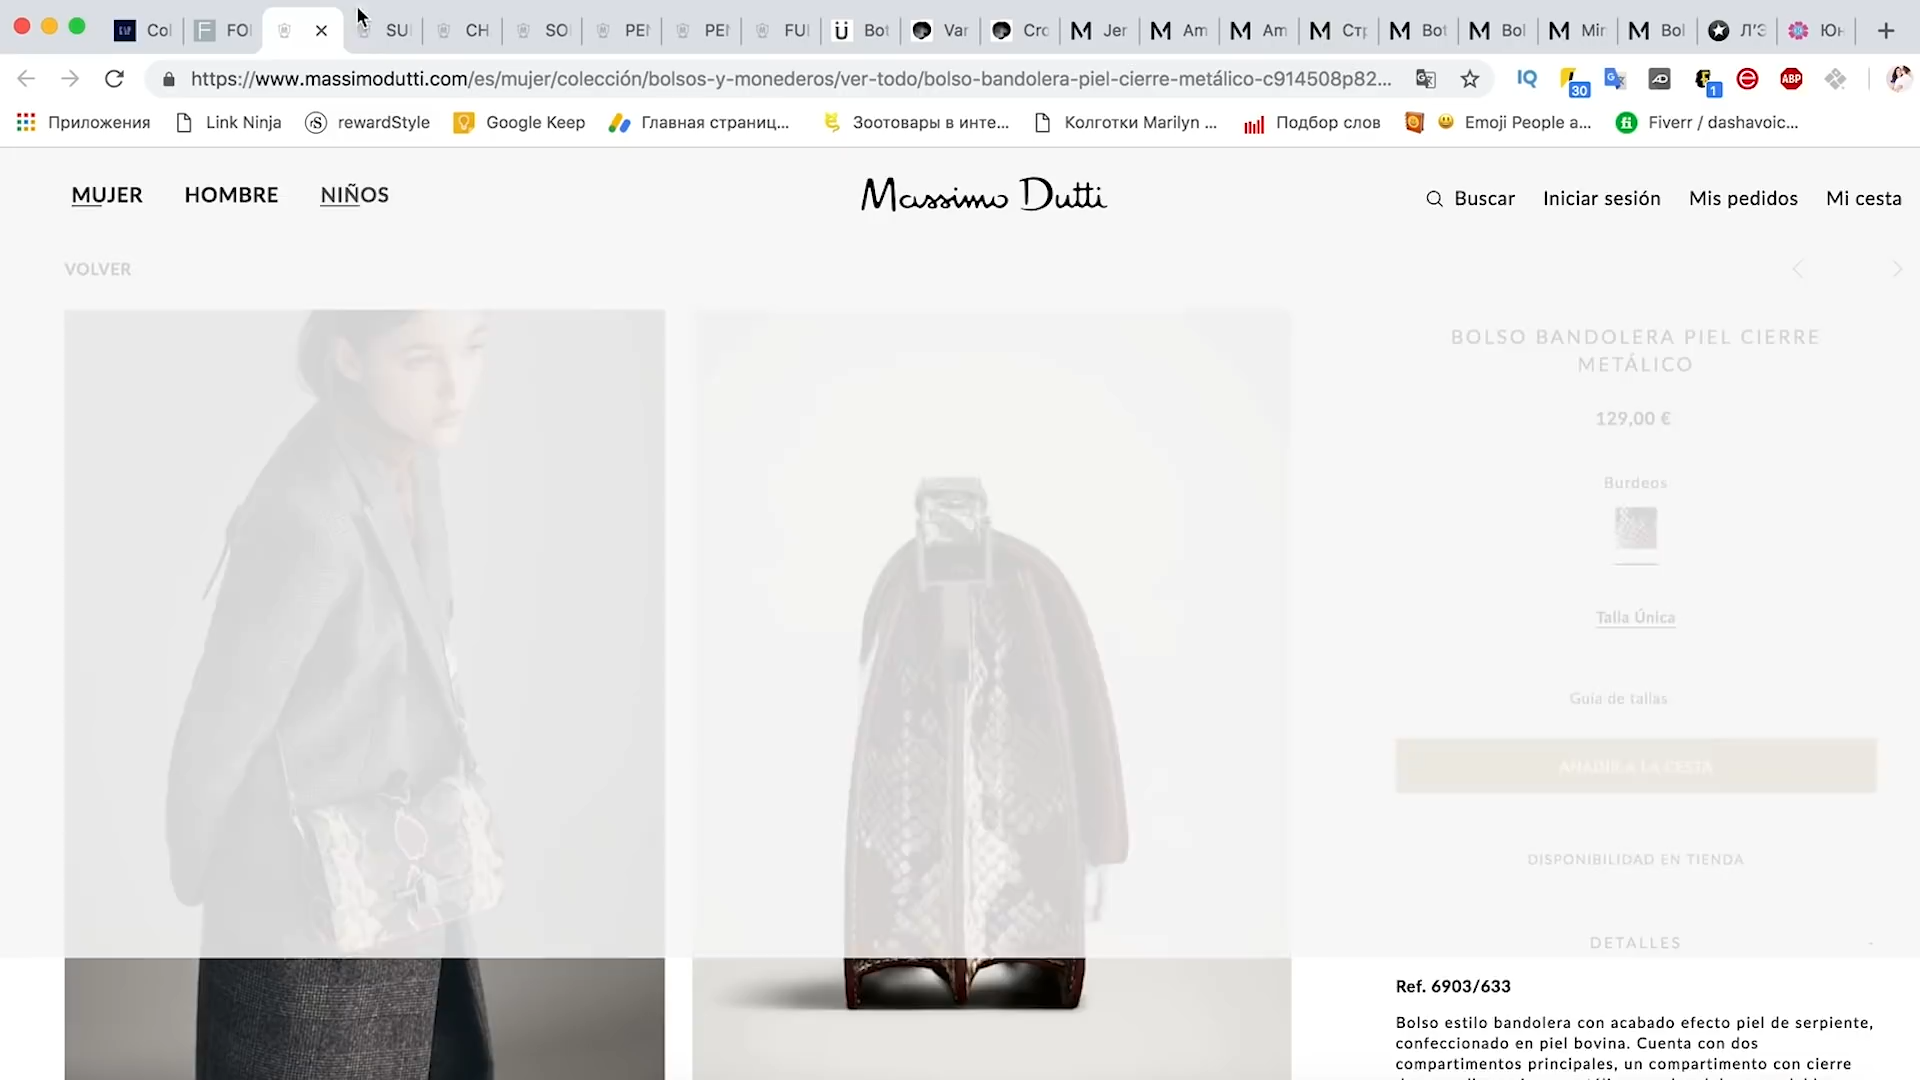 Col
FO
SU
CH
SO
PE
PE
FU
Bot
Var
Cro
Jer
Am
Am
Стр
Bot
Bol
Mir
Bol
Л'Э
Юн
https://www.massimodutti.com/es/mujer/colección/bolsos-y-monederos/ver-todo/bolso-bandolera-piel-cierre-metálico-c914508p82...
IQ
30
1
ABP
Приложения
Link Ninja
rewardStyle
Google Keep
Главная страниц...
Зоотовары в инте...
Колготки Marilyn ...
Подбор слов
Emoji People a...
Fiverr / dashavoic...
MUJER HOMBRE NIÑOS
Massimo Dutti
Buscar Iniciar sesión Mis pedidos Mi cesta
VOLVER
BOLSO BANDOLERA PIEL CIERRE
METÁLICO
129,00 €
Burdeos
Talla Única
Guía de tallas
AÑADIR A LA CESTA
DISPONIBILIDAD EN TIENDA
DETALLES
Ref. 6903/633
Bolso estilo bandolera con acabado efecto piel de serpiente,
confeccionado en piel bovina. Cuenta con dos
compartimentos principales, un compartimento con cierre